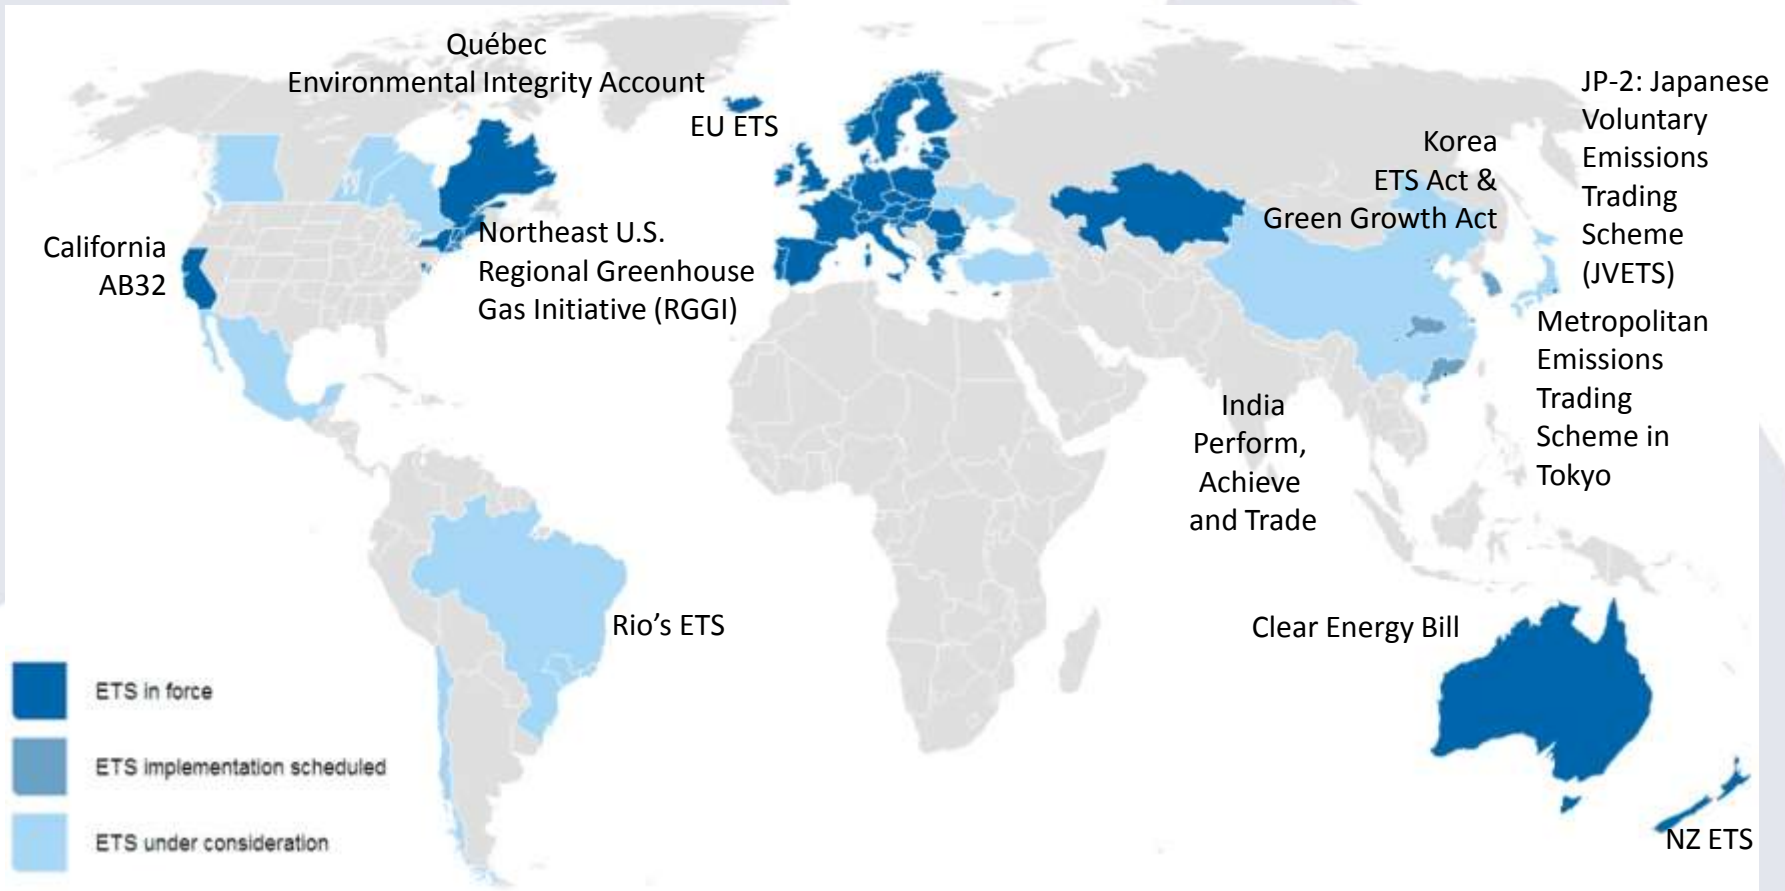 Québec
Environmental Integrity Account
EU ETS
JP-2: Japanese
Voluntary
Emissions
Trading
Scheme
(JVETS)
Korea
ETS Act &
Green Growth Act
California
AB32
Northeast U.S.
Regional Greenhouse
Gas Initiative (RGGI)
Metropolitan
Emissions
Trading
Scheme in
Tokyo
India
Perform,
Achieve
and Trade
Rio’s ETS
Clear Energy Bill
NZ ETS
ETS in force
ETS implementation scheduled
ETS under consideration